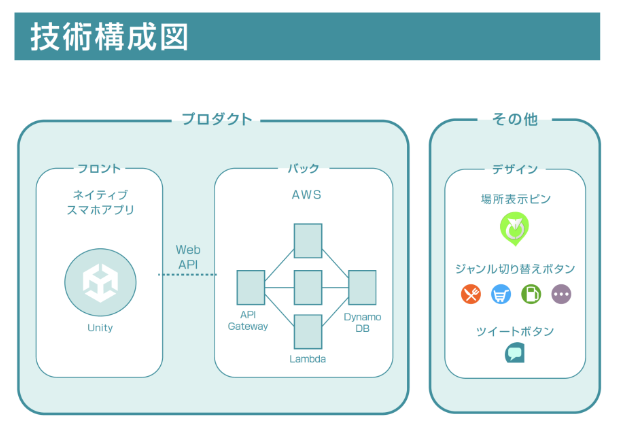 技術構成図
プロダクト
フロント
ネイティブ
スマホアプリ
Unity
Web
API
バック
AWS
API
Gateway
Lambda
Dynamo
DB
その他
デザイン
場所表示ピン
ジャンル切り替えボタン
ツイートボタン